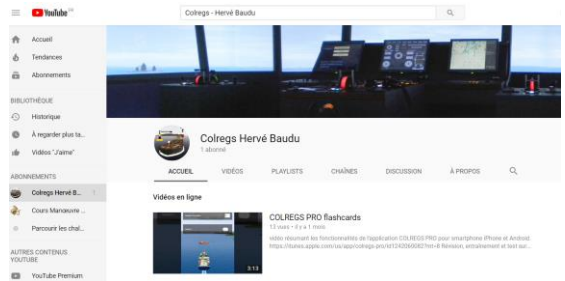 YouTube CA
Colregs - Hervé Baudu
Accueil
Tendances
Abonnements
BIBLIOTHÈQUE
Historique
À regarder plus ta...
Vidéos "J'aime"
ABONNEMENTS
Colregs Hervé B...
Cours Manœuvre ...
Parcourir les chaî...
AUTRES CONTENUS
YOUTUBE
YouTube Premium
Colregs Hervé Baudu
1 abonné
ACCUEIL VIDÉOS PLAYLISTS CHAÎNES DISCUSSION À PROPOS
Vidéos en ligne
3:13
COLREGS PRO flashcards
13 vues • il y a 1 mois
vidéo résumant les fonctionnalités de l'application COLREGS PRO pour smartphone iPhone et Android.